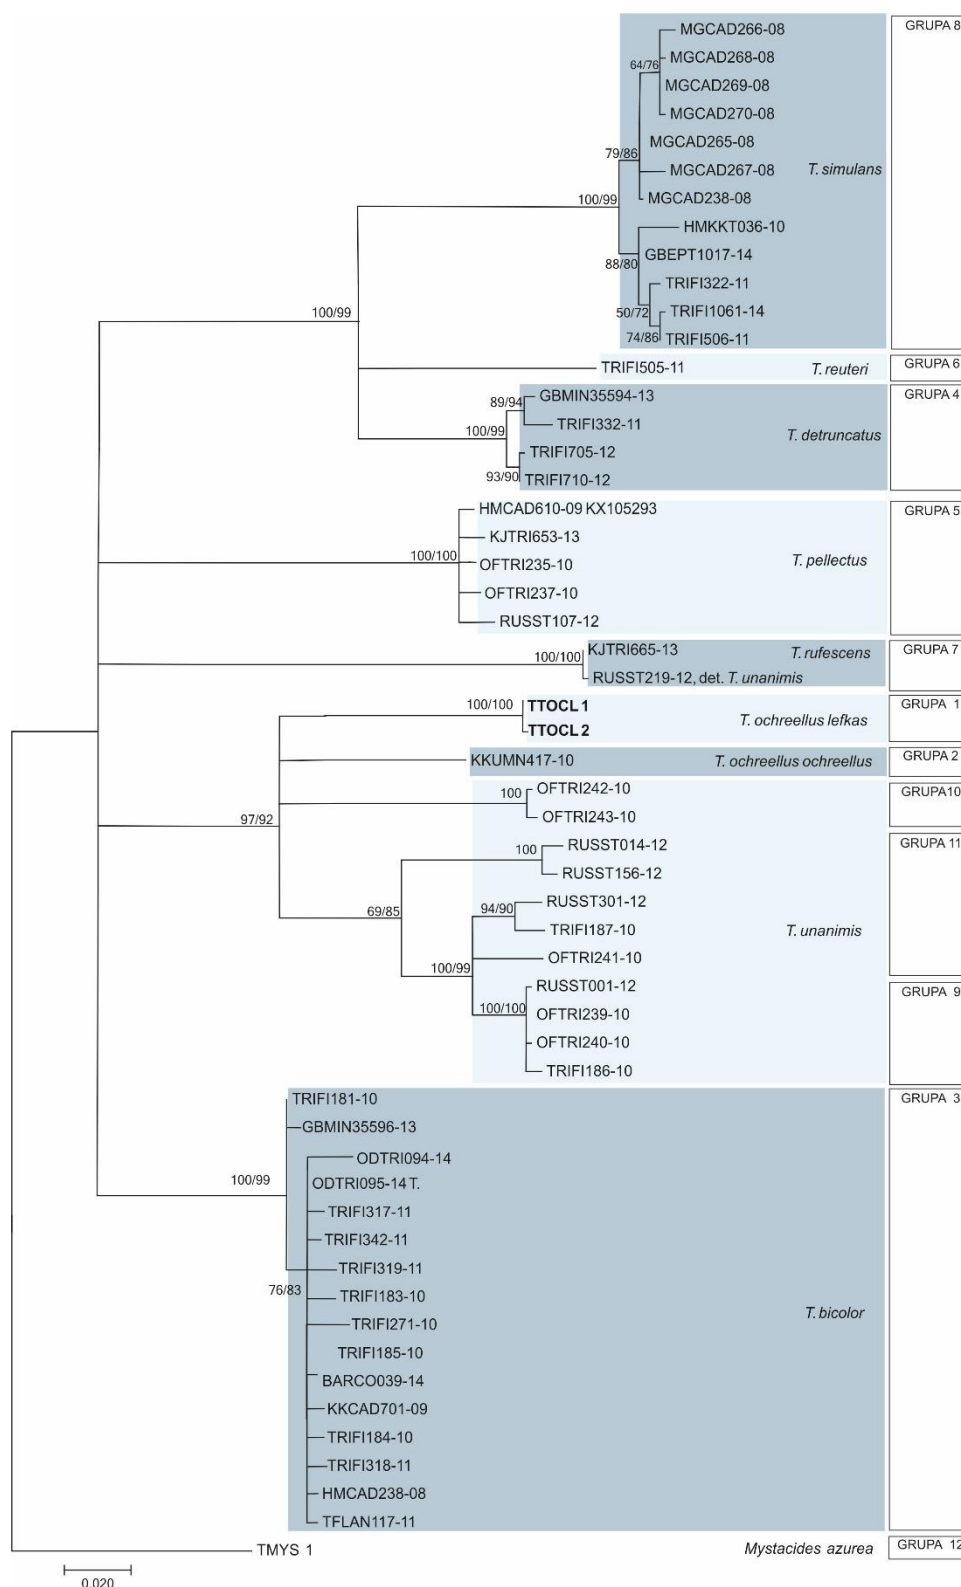 MGCAD266-08
GRUPA 8
MGCAD268-08
64/76
MGCAD269-08
MGCAD270-08
MGCAD265-08
79/86
MGCAD267-08
T. simulans
MGCAD238-08
100/99
HMKKT036-10
GBEPT1017-14
88/80
TRIFI322-11
50/72
TRIFI1061-14
100/99
74/86
TRIFI506-11
TRIFI505-11
T. reuteri
GRUPA 6
GBMIN35594-13
GRUPA 4
89/94
TRIFI332-11
100/99
T. detruncatus
TRIFI705-12
93/90
TRIFI710-12
HMCAD610-09 KX105293
GRUPA 5
KJTRI653-13
100/100
T. pellectus
OFTRI235-10
OFTRI237-10
RUSST107-12
KJTRI665-13
T. rufescens
GRUPA 7
100/100
RUSST219-12, det. T. unanimis
100/100
TTOCL 1
GRUPA 1
T. ochreellus lefkas
TTOCL 2
KKUMN417-10
T. ochreellus ochreellus
GRUPA 2
OFTRI242-10
GRUPA10
100
OFTRI243-10
97/92
RUSST014-12
GRUPA 11
100
RUSST156-12
RUSST301-12
69/85
94/90
TRIFI187-10
T. unanimis
OFTRI241-10
100/99
RUSST001-12
GRUPA 9
100/100
OFTRI239-10
OFTRI240-10
TRIFI186-10
TRIFI181-10
GRUPA 3
GBMIN35596-13
ODTRI094-14
100/99
ODTRI095-14 T.
TRIFI317-11
TRIFI342-11
TRIFI319-11
76/83
TRIFI183-10
T. bicolor
TRIFI271-10
TRIFI185-10
BARCO039-14
KKCAD701-09
TRIFI184-10
TRIFI318-11
HMCAD238-08
TFLAN117-11
TMYS 1
Mystacides azurea
GRUPA 12
0.020